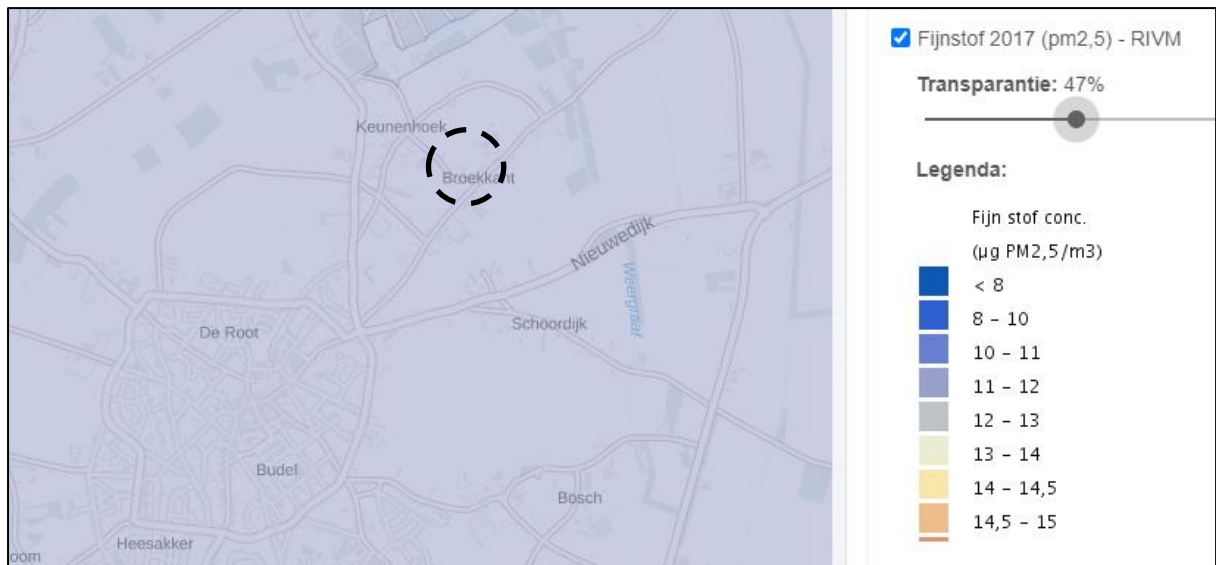 Keunenhoek
Broekkant
Nieuwedijk
Weergraaf
De Root
Schoordijk
Budel
Bosch
Heesakker
oom
Fijnstof 2017 (pm2,5) - RIVM
Transparantie: 47%
Legenda:
Fijn stof conc.
(µg PM2,5/m3)
< 8
8 – 10
10 – 11
11 – 12
12 – 13
13 – 14
14 – 14,5
14,5 – 15